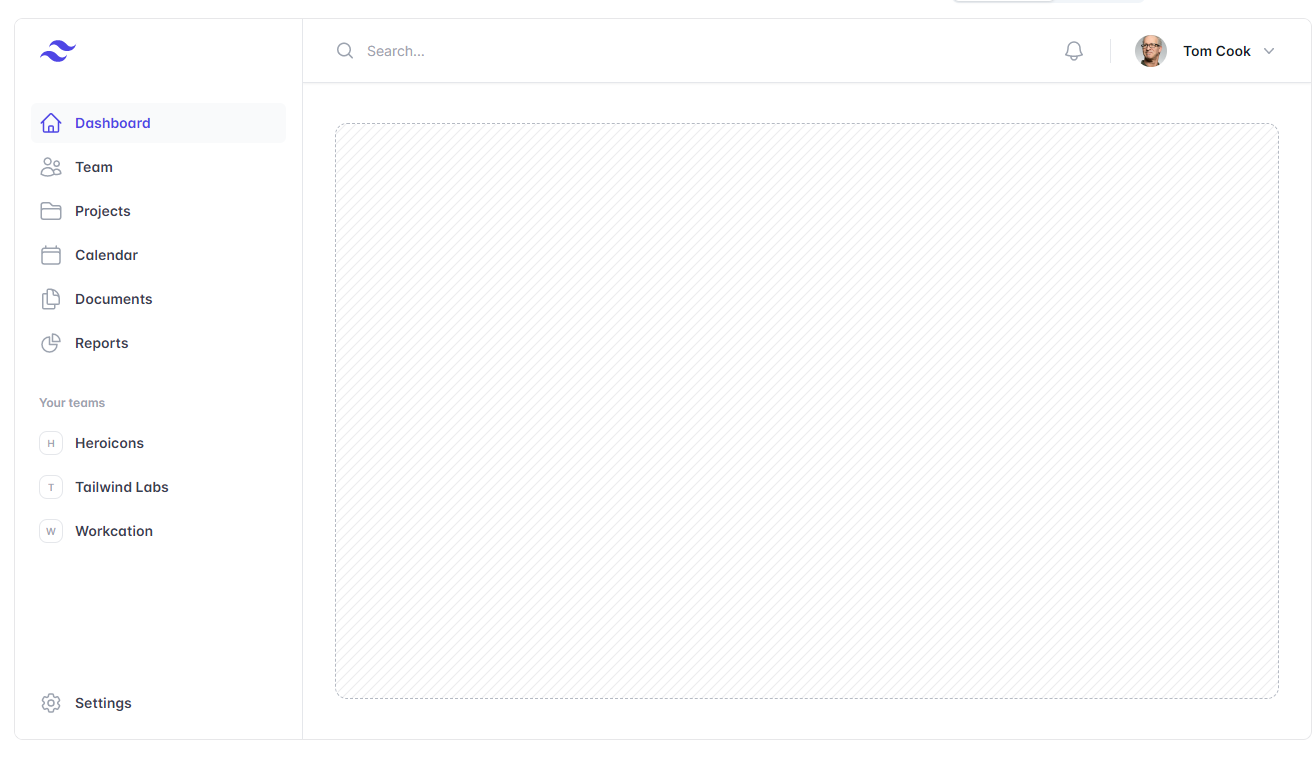 Search...
Tom Cook
Dashboard
Team
Projects
Calendar
Documents
Reports
Your teams
H Heroicons
T Tailwind Labs
W Workcation
Settings